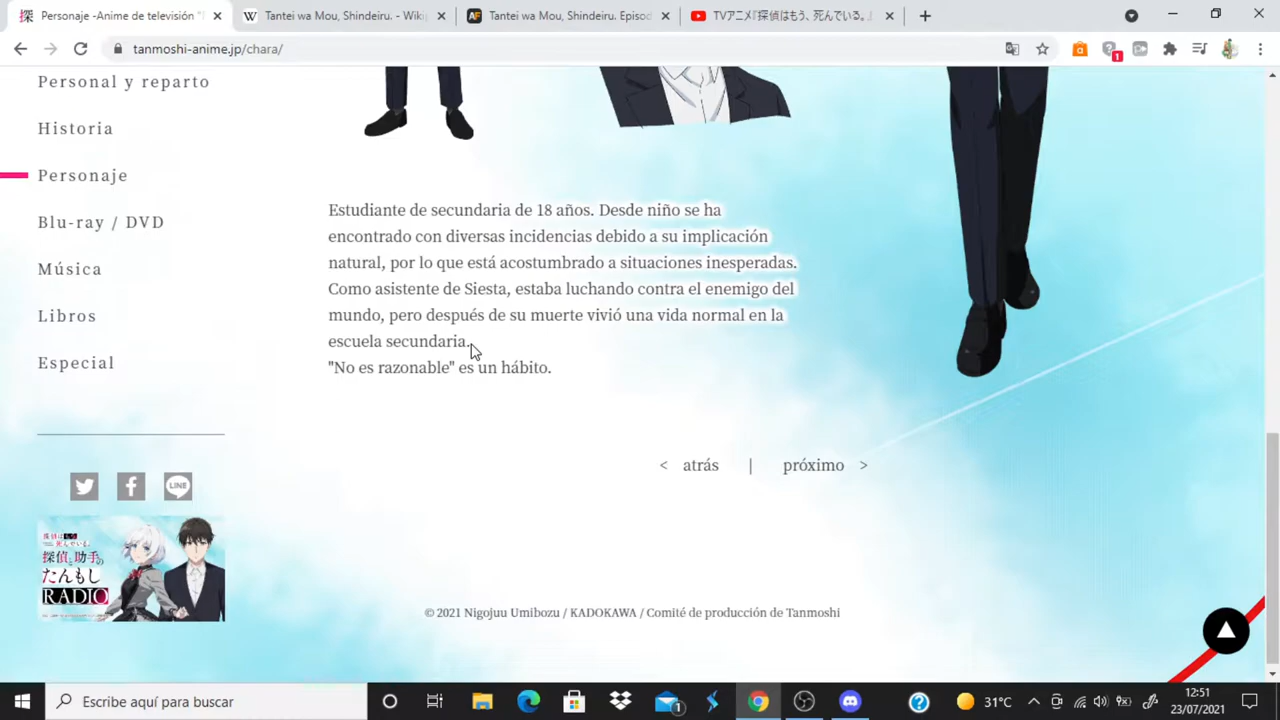 探 Personaje -Anime de televisión "
W Tantei wa Mou, Shindeiru. - Wiki
AF Tantei wa Mou, Shindeiru. Episod
TVアニメ『探偵はもう、死んでいる。』
tanmoshi-anime.jp/chara/
1
Personal y reparto
Historia
Personaje
Blu-ray / DVD
Música
Libros
Especial
Estudiante de secundaria de 18 años. Desde niño se ha
encontrado con diversas incidencias debido a su implicación
natural, por lo que está acostumbrado a situaciones inesperadas.
Como asistente de Siesta, estaba luchando contra el enemigo del
mundo, pero después de su muerte vivió una vida normal en la
escuela secundaria.
"No es razonable" es un hábito.
< atrás | próximo >
LINE
探偵はもう、
死んでいる。
探偵と助手の
たんもし
RADIO
© 2021 Nigojuu Umibozu / KADOKAWA / Comité de producción de Tanmoshi
Escribe aquí para buscar
1
31°C
12:51
23/07/2021